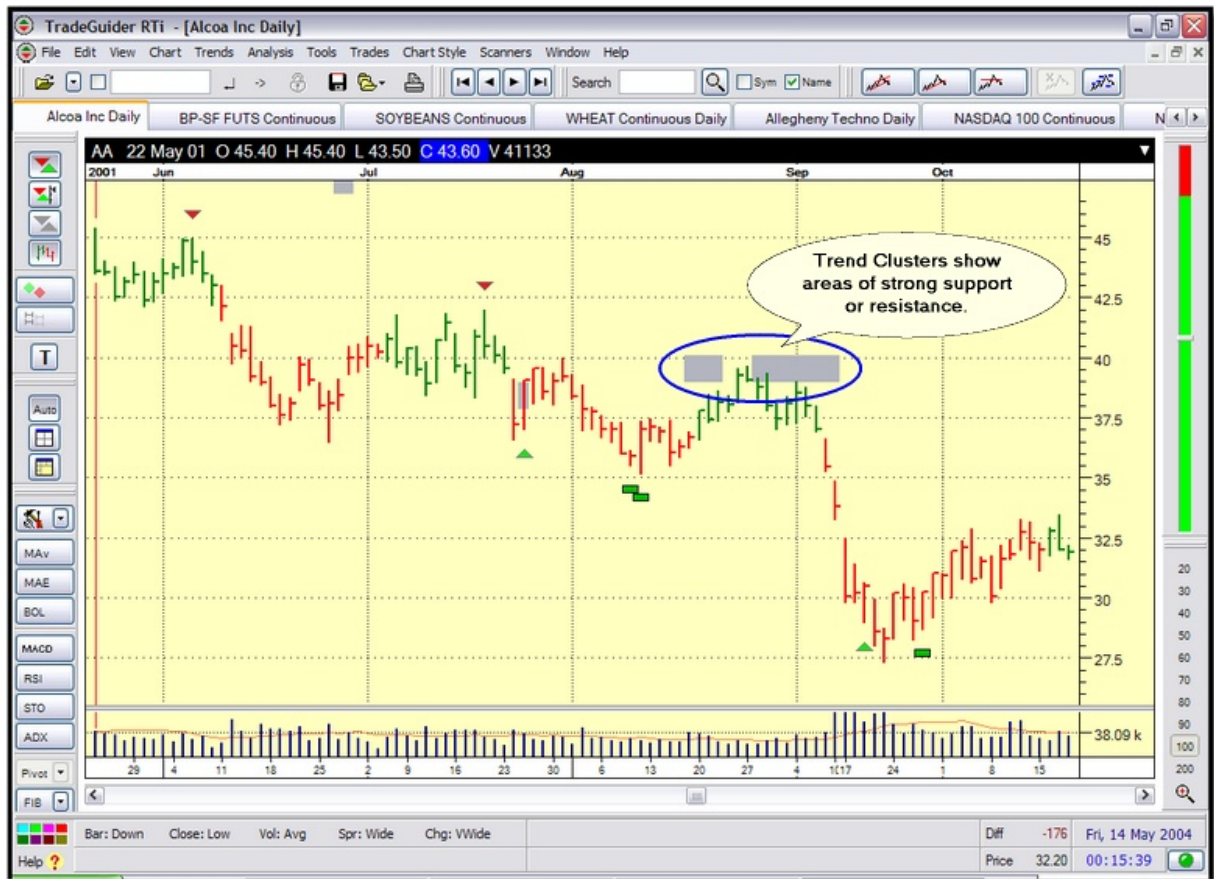 TradeGuider RTi - [Alcoa Inc Daily]
File Edit View Chart Trends Analysis Tools Trades Chart Style Scanners Window Help
Search Sym Name
Alcoa Inc Daily BP-SF FUTS Continuous SOYBEANS Continuous WHEAT Continuous Daily Allegheny Techno Daily NASDAQ 100 Continuous N
AA 22 May 01 O 45.40 H 45.40 L 43.50 C 43.60 V 41133
2001 Jun Jul Aug Sep Oct
45
Trend Clusters show
areas of strong support
or resistance.
42.5
40
37.5
35
32.5
30
27.5
38.09 k
29 4 11 18 25 2 9 16 23 30 6 13 20 27 4 10 17 24 1 8 15
T
Auto
MAv
MAE
BOL
MACD
RSI
STO
ADX
Pivot
FIB
20
30
40
50
60
70
80
90
100
200
Bar: Down Close: Low Vol: Avg Spr: Wide Chg: VWide Diff -176 Fri, 14 May 2004
Help ? Price 32.20 00:15:39